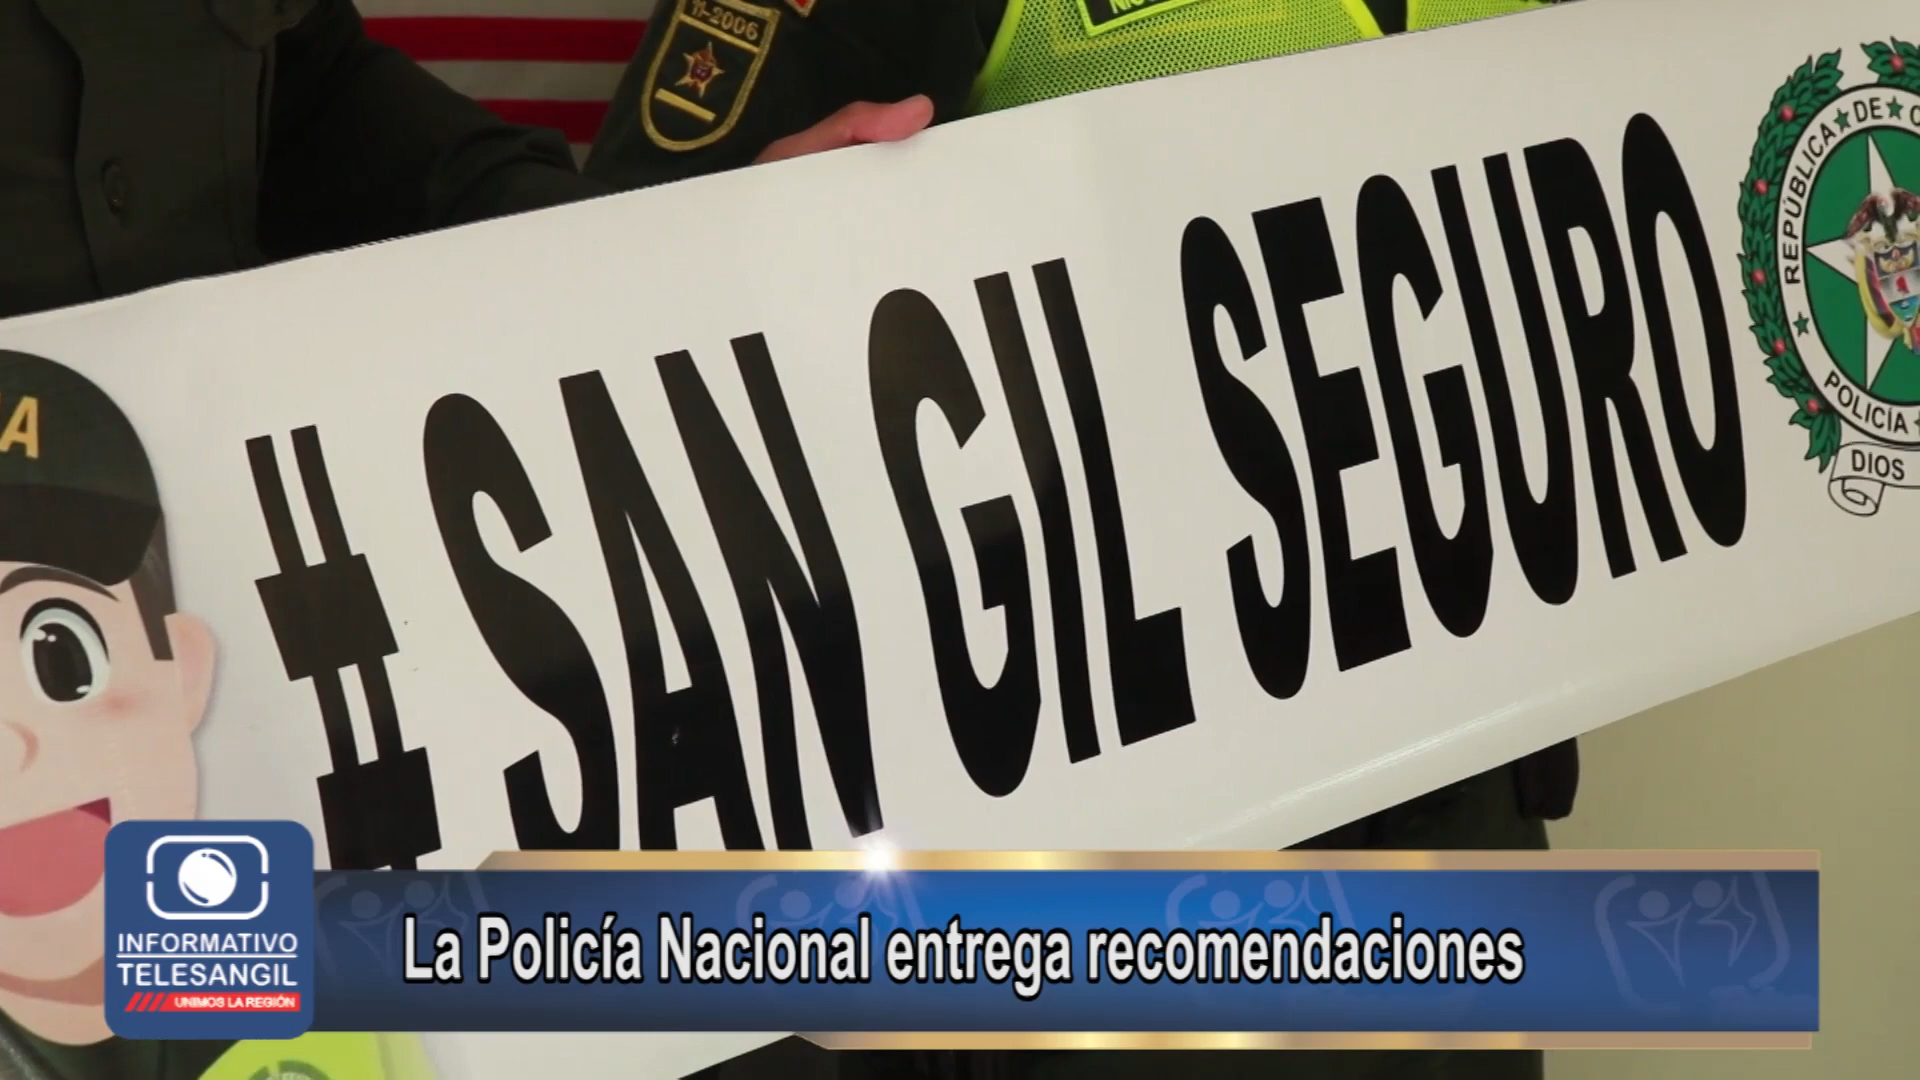 11-2006
A
# SAN GIL SEGURO
REPÚBLICA DE
POLICÍA
DIOS
INFORMATIVO
TELESANGIL
UNIMOS LA REGIÓN
La Policía Nacional entrega recomendaciones